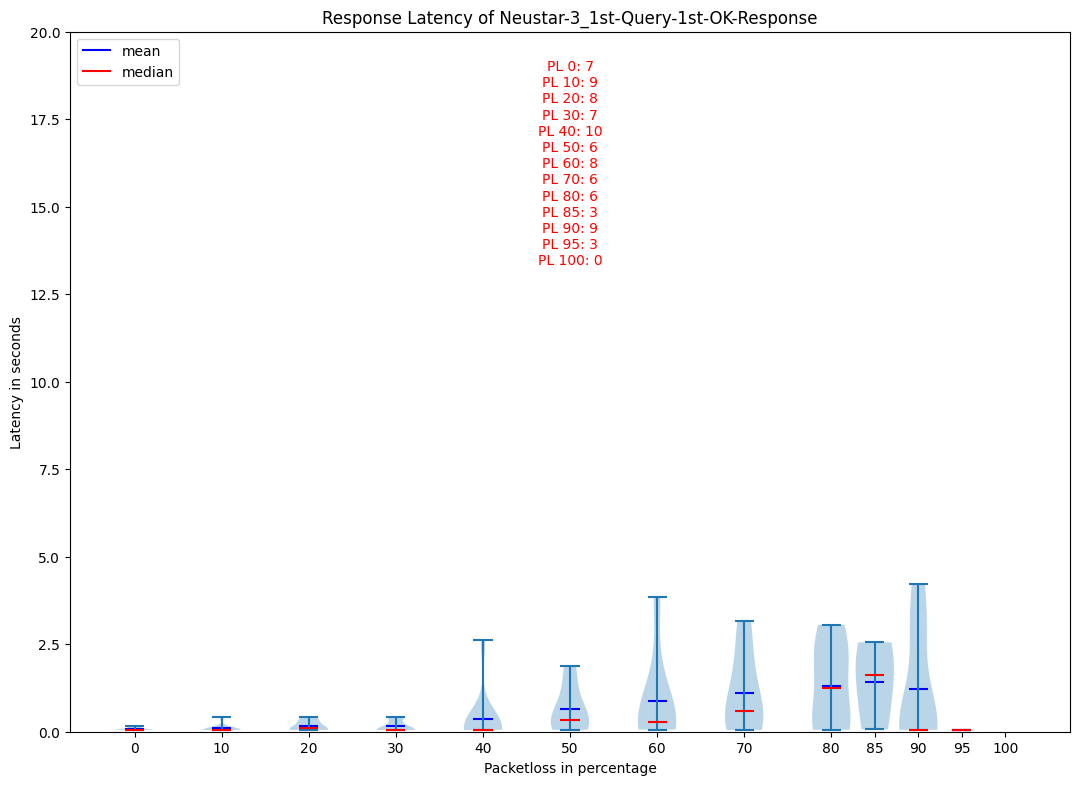 Response Latency of Neustar-3_1st-Query-1st-OK-Response
20.0
17.5
15.0
12.5
10.0
7.5
5.0
2.5
0.0
Latency in seconds
mean
median
PL 0: 7
PL 10: 9
PL 20: 8
PL 30: 7
PL 40: 10
PL 50: 6
PL 60: 8
PL 70: 6
PL 80: 6
PL 85: 3
PL 90: 9
PL 95: 3
PL 100: 0
0 10 20 30 40 50 60 70 80 85 90 95 100
Packetloss in percentage